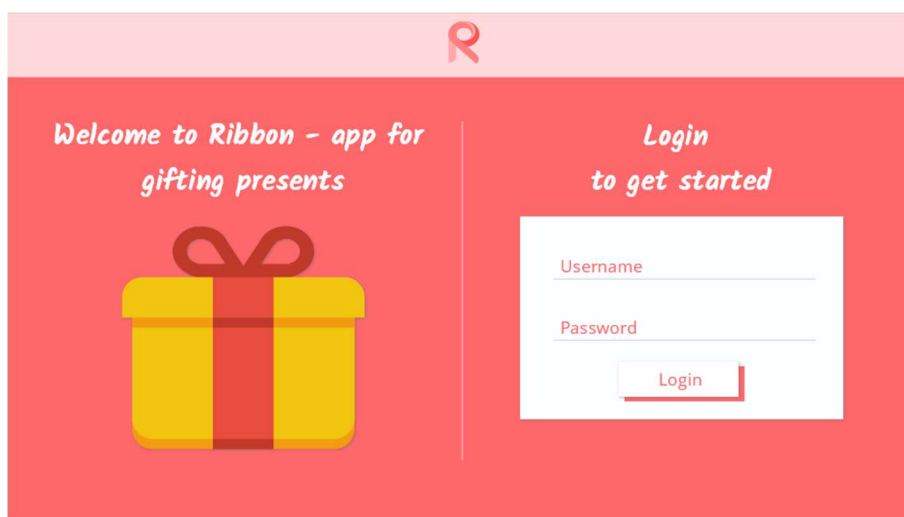 R
Welcome to Ribbon - app for
gifting presents
Login
to get started
Username
Password
Login